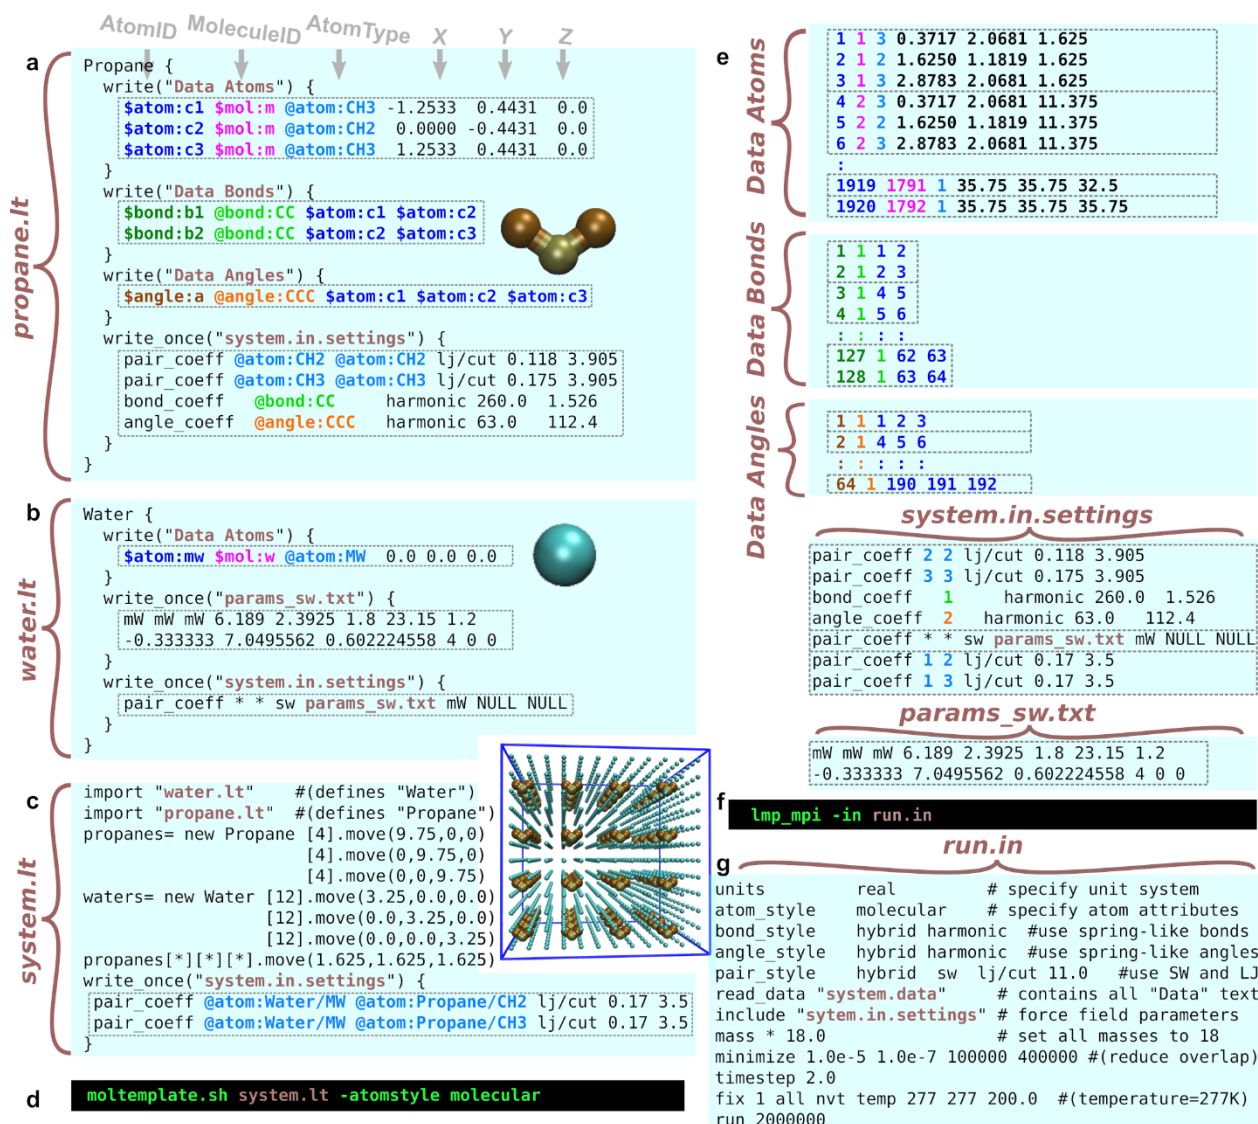 AtomID MoleculeID AtomType X Y Z
a
propane.lt
Propane {
write("Data Atoms") {
$atom:c1 $mol:m @atom:CH3 -1.2533 0.4431 0.0
$atom:c2 $mol:m @atom:CH2 0.0000 -0.4431 0.0
$atom:c3 $mol:m @atom:CH3 1.2533 0.4431 0.0
}
write("Data Bonds") {
$bond:b1 @bond:CC $atom:c1 $atom:c2
$bond:b2 @bond:CC $atom:c2 $atom:c3
}
write("Data Angles") {
$angle:a @angle:CCC $atom:c1 $atom:c2 $atom:c3
}
write_once("system.in.settings") {
pair_coeff @atom:CH2 @atom:CH2 lj/cut 0.118 3.905
pair_coeff @atom:CH3 @atom:CH3 lj/cut 0.175 3.905
bond_coeff @bond:CC harmonic 260.0 1.526
angle_coeff @angle:CCC harmonic 63.0 112.4
}
}
b
water.lt
Water {
write("Data Atoms") {
$atom:mw $mol:w @atom:MW 0.0 0.0 0.0
}
write_once("params_sw.txt") {
mW mW mW 6.189 2.3925 1.8 23.15 1.2
-0.333333 7.0495562 0.602224558 4 0 0
}
write_once("system.in.settings") {
pair_coeff * * sw params_sw.txt mW NULL NULL
}
}
c
system.lt
import "water.lt" #(defines "Water")
import "propane.lt" #(defines "Propane")
propanes= new Propane [4].move(9.75,0,0)
[4].move(0,9.75,0)
[4].move(0,0,9.75)
waters= new Water [12].move(3.25,0.0,0.0)
[12].move(0.0,3.25,0.0)
[12].move(0.0,0.0,3.25)
propanes[*][*][*].move(1.625,1.625,1.625)
write_once("system.in.settings") {
pair_coeff @atom:Water/MW @atom:Propane/CH2 lj/cut 0.17 3.5
pair_coeff @atom:Water/MW @atom:Propane/CH3 lj/cut 0.17 3.5
}
d
moltemplate.sh system.lt -atomstyle molecular
e
Data Atoms
1 1 3 0.3717 2.0681 1.625
2 1 2 1.6250 1.1819 1.625
3 1 3 2.8783 2.0681 1.625
4 2 3 0.3717 2.0681 11.375
5 2 2 1.6250 1.1819 11.375
6 2 3 2.8783 2.0681 11.375
:
1919 1791 1 35.75 35.75 32.5
1920 1792 1 35.75 35.75 35.75
Data Bonds
1 1 1 2
2 1 2 3
3 1 4 5
4 1 5 6
: : : :
127 1 62 63
128 1 63 64
Data Angles
1 1 1 2 3
2 1 4 5 6
: : : : :
64 1 190 191 192
system.in.settings
pair_coeff 2 2 lj/cut 0.118 3.905
pair_coeff 3 3 lj/cut 0.175 3.905
bond_coeff 1 harmonic 260.0 1.526
angle_coeff 2 harmonic 63.0 112.4
pair_coeff * * sw params_sw.txt mW NULL NULL
pair_coeff 1 2 lj/cut 0.17 3.5
pair_coeff 1 3 lj/cut 0.17 3.5
params_sw.txt
mW mW mW 6.189 2.3925 1.8 23.15 1.2
-0.333333 7.0495562 0.602224558 4 0 0
f
lmp_mpi -in run.in
g
run.in
units real # specify unit system
atom_style molecular # specify atom attributes
bond_style hybrid harmonic #use spring-like bonds
angle_style hybrid harmonic #use spring-like angles
pair_style hybrid sw lj/cut 11.0 #use SW and LJ
read_data "system.data" # contains all "Data" text
include "sytem.in.settings" # force field parameters
mass * 18.0 # set all masses to 18
minimize 1.0e-5 1.0e-7 100000 400000 #(reduce overlap)
timestep 2.0
fix 1 all nvt temp 277 277 200.0 #(temperature=277K)
run 2000000